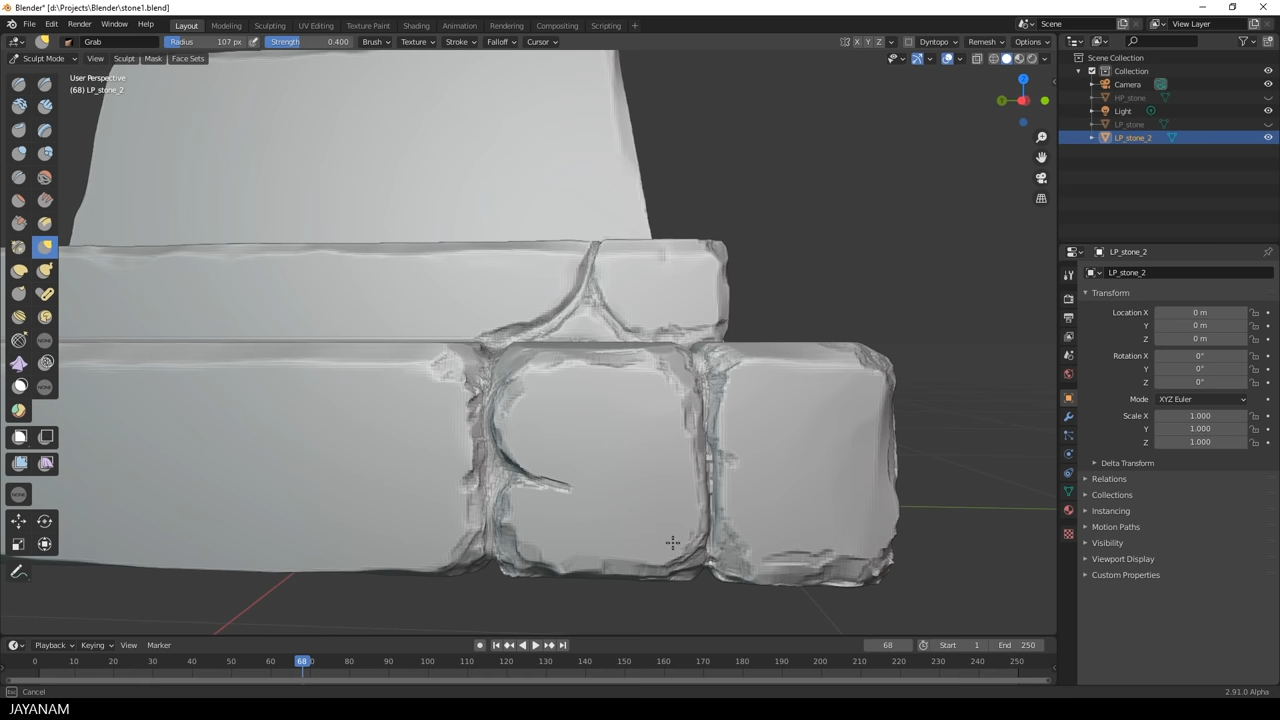 Blender* [d:\Projects\Blender\stone1.blend]
File Edit Render Window Help Layout Modeling Sculpting UV Editing Texture Paint Shading Animation Rendering Compositing Scripting Scene View Layer
Grab Radius 107 px Strength 0.400 Brush Texture Stroke Falloff Cursor X Y Z Dyntopo Remesh Options
Sculpt Mode View Sculpt Mask Face Sets
User Perspective
(68) LP_stone_2
Z
Y
NONE
NONE
NONE
Scene Collection
Collection
Camera
HP_stone
Light
LP_stone
LP_stone_2
LP_stone_2
LP_stone_2
Transform
Location X 0 m
Y 0 m
Z 0 m
Rotation X 0°
Y 0°
Z 0°
Mode XYZ Euler
Scale X 1.000
Y 1.000
Z 1.000
Delta Transform
Relations
Collections
Instancing
Motion Paths
Visibility
Viewport Display
Custom Properties
Playback Keying View Marker 68 Start 1 End 250
0 10 20 30 40 50 60 68 70 80 90 100 110 120 130 140 150 160 170 180 190 200 210 220 230 240 250
Esc Cancel 2.91.0 Alpha
JAYANAM